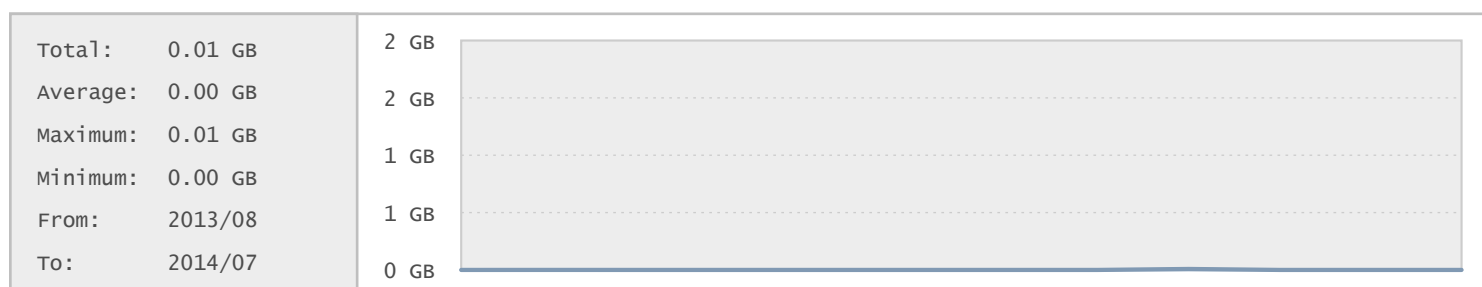 Total: 0.01 GB
Average: 0.00 GB
Maximum: 0.01 GB
Minimum: 0.00 GB
From: 2013/08
To: 2014/07
2 GB
2 GB
1 GB
1 GB
0 GB